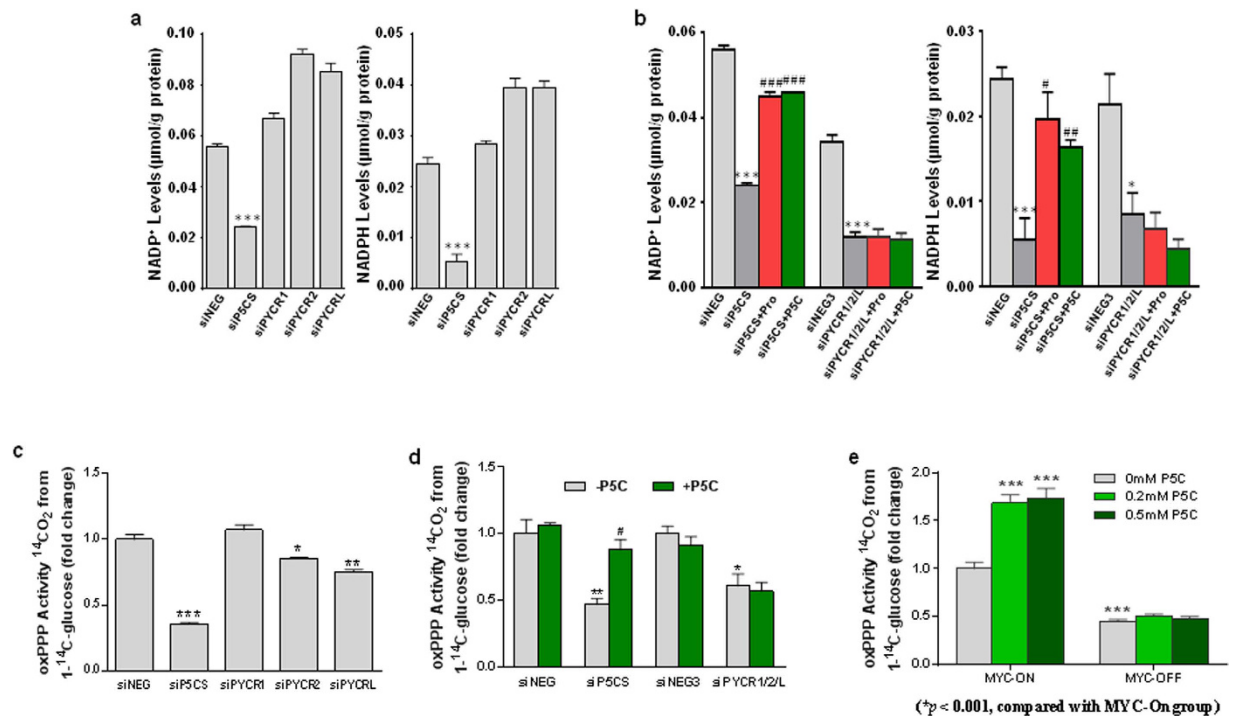 a
NADP⁺ Levels (μmol/g protein)
0.10
0.08
0.06
0.04
0.02
0.00
***
siNEG
siP5CS
siPYCR1
siPYCR2
siPYCRL
NADPH Levels (μmol/g protein)
0.05
0.04
0.03
0.02
0.01
0.00
***
siNEG
siP5CS
siPYCR1
siPYCR2
siPYCRL
b
NADP⁺ Levels (μmol/g protein)
0.06
0.04
0.02
0.00
***
###
###
***
siNEG
siP5CS
siP5CS+Pro
siP5CS+P5C
siNEG3
siPYCR1/2/L
siPYCR1/2/L+Pro
siPYCR1/2/L+P5C
NADPH Levels (μmol/g protein)
0.03
0.02
0.01
0.00
***
#
##
*
siNEG
siP5CS
siP5CS+Pro
siP5CS+P5C
siNEG3
siPYCR1/2/L
siPYCR1/2/L+Pro
siPYCR1/2/L+P5C
c
oxPPP Activity ¹⁴CO₂ from
1-¹⁴C-glucose (fold change)
1.5
1.0
0.5
0.0
***
*
**
siNEG
siP5CS
siPYCR1
siPYCR2
siPYCRL
d
oxPPP Activity ¹⁴CO₂ from
1-¹⁴C-glucose (fold change)
1.5
1.0
0.5
0.0
-P5C
+P5C
**
#
*
siNEG
siP5CS
siNEG3
siPYCR1/2/L
e
oxPPP Activity ¹⁴CO₂ from
1-¹⁴C-glucose (fold change)
2.0
1.5
1.0
0.5
0.0
0mM P5C
0.2mM P5C
0.5mM P5C
***
***
***
MYC-ON
MYC-OFF
(*p < 0.001, compared with MYC-On group)